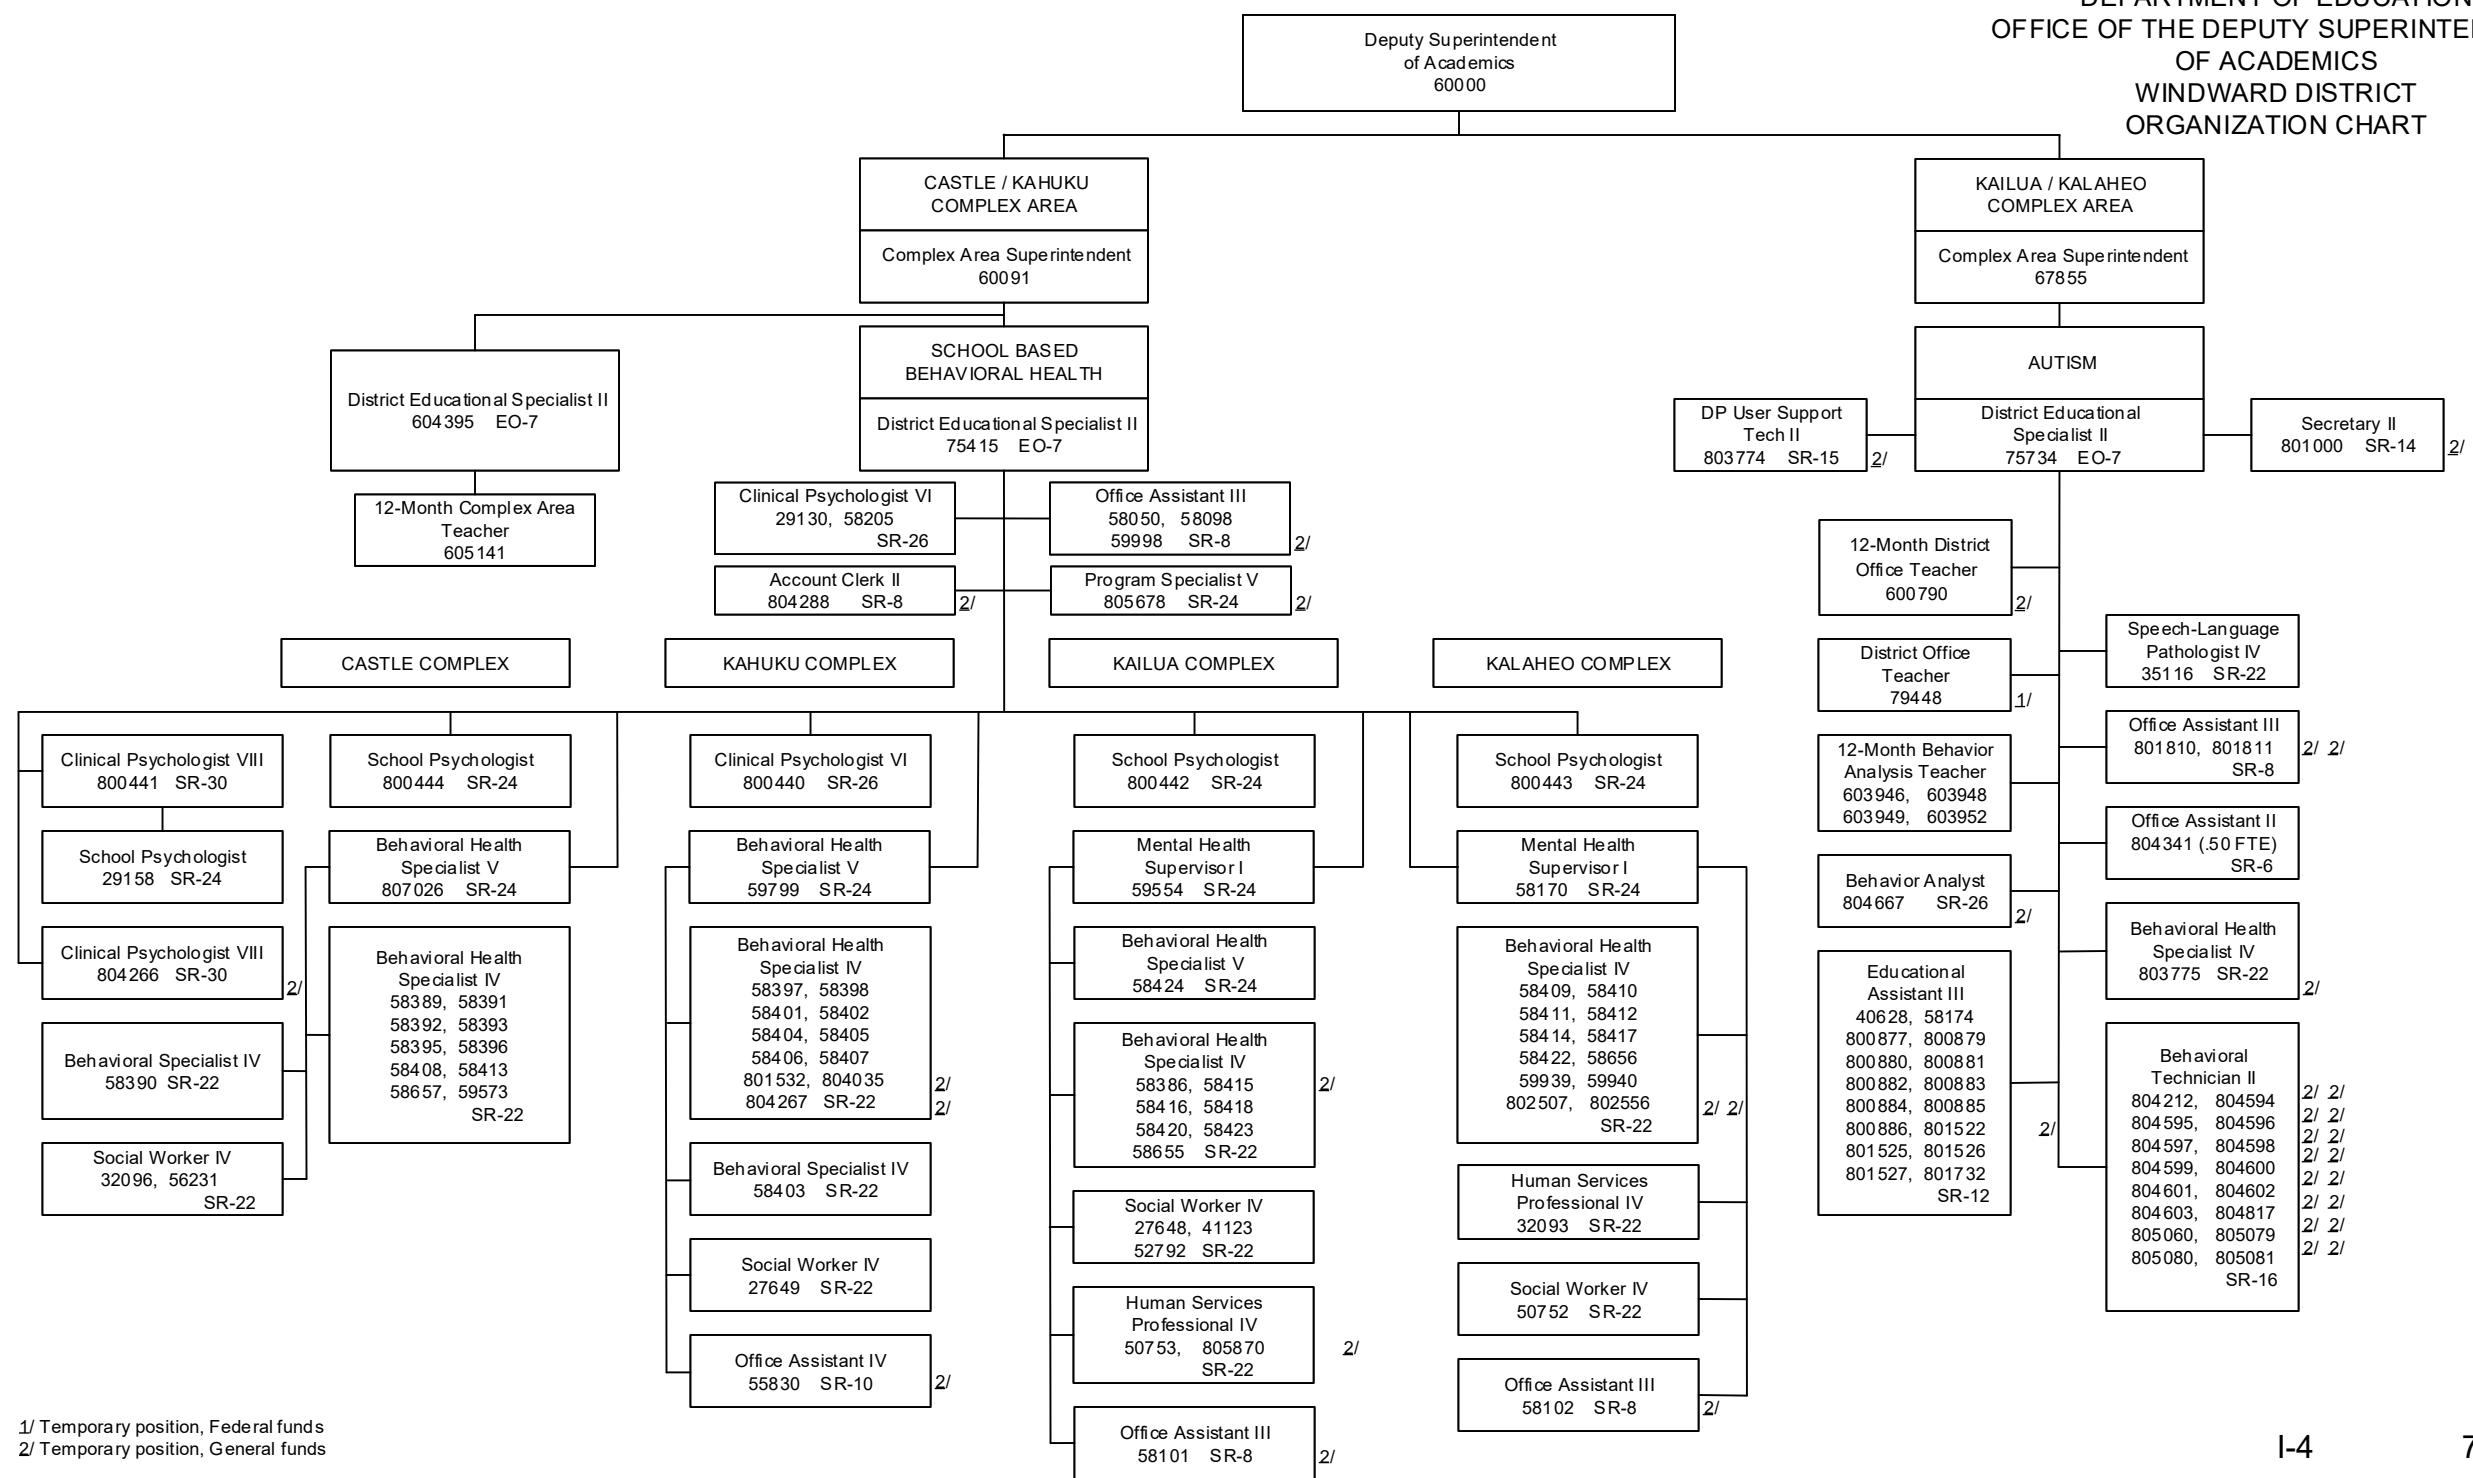 DEPARTMENT OF EDUCATION
OFFICE OF THE DEPUTY SUPERINTE
OF ACADEMICS
WINDWARD DISTRICT
ORGANIZATION CHART
Deputy Superintendent
of Academics
60000
CASTLE / KAHUKU
COMPLEX AREA
Complex Area Superintendent
60091
KAILUA / KALAHEO
COMPLEX AREA
Complex Area Superintendent
67855
District Educational Specialist II
604395 EO-7
12-Month Complex Area
Teacher
605141
SCHOOL BASED
BEHAVIORAL HEALTH
District Educational Specialist II
75415 EO-7
Clinical Psychologist VI
29130, 58205
SR-26
Office Assistant III
58050, 58098
59998 SR-8
2/
Account Clerk II
804288 SR-8
2/
Program Specialist V
805678 SR-24
2/
AUTISM
District Educational
Specialist II
75734 EO-7
DP User Support
Tech II
803774 SR-15
2/
Secretary II
801000 SR-14
2/
CASTLE COMPLEX
KAHUKU COMPLEX
KAILUA COMPLEX
KALAHEO COMPLEX
Clinical Psychologist VIII
800441 SR-30
School Psychologist
29158 SR-24
Clinical Psychologist VIII
804266 SR-30
2/
Behavioral Specialist IV
58390 SR-22
Social Worker IV
32096, 56231
SR-22
School Psychologist
800444 SR-24
Behavioral Health
Specialist V
807026 SR-24
Behavioral Health
Specialist IV
58389, 58391
58392, 58393
58395, 58396
58408, 58413
58657, 59573
SR-22
Clinical Psychologist VI
800440 SR-26
Behavioral Health
Specialist V
59799 SR-24
Behavioral Health
Specialist IV
58397, 58398
58401, 58402
58404, 58405
58406, 58407
801532, 804035
804267 SR-22
2/
2/
Behavioral Specialist IV
58403 SR-22
Social Worker IV
27649 SR-22
Office Assistant IV
55830 SR-10
2/
School Psychologist
800442 SR-24
Mental Health
Supervisor I
59554 SR-24
Behavioral Health
Specialist V
58424 SR-24
Behavioral Health
Specialist IV
58386, 58415
58416, 58418
58420, 58423
58655 SR-22
2/
Social Worker IV
27648, 41123
52792 SR-22
Human Services
Professional IV
50753, 805870
SR-22
2/
Office Assistant III
58101 SR-8
2/
School Psychologist
800443 SR-24
Mental Health
Supervisor I
58170 SR-24
Behavioral Health
Specialist IV
58409, 58410
58411, 58412
58414, 58417
58422, 58656
59939, 59940
802507, 802556
SR-22
2/ 2/
Human Services
Professional IV
32093 SR-22
Social Worker IV
50752 SR-22
Office Assistant III
58102 SR-8
2/
12-Month District
Office Teacher
600790
2/
District Office
Teacher
79448
1/
12-Month Behavior
Analysis Teacher
603946, 603948
603949, 603952
Behavior Analyst
804667 SR-26
2/
Educational
Assistant III
40628, 58174
800877, 800879
800880, 800881
800882, 800883
800884, 800885
800886, 801522
801525, 801526
801527, 801732
SR-12
2/
Speech-Language
Pathologist IV
35116 SR-22
Office Assistant III
801810, 801811
SR-8
2/ 2/
Office Assistant II
804341 (.50 FTE)
SR-6
Behavioral Health
Specialist IV
803775 SR-22
2/
Behavioral
Technician II
804212, 804594
804595, 804596
804597, 804598
804599, 804600
804601, 804602
804603, 804817
805060, 805079
805080, 805081
SR-16
2/ 2/
2/ 2/
2/ 2/
2/ 2/
2/ 2/
2/ 2/
2/ 2/
2/ 2/
1/ Temporary position, Federal funds
2/ Temporary position, General funds
I-4
7